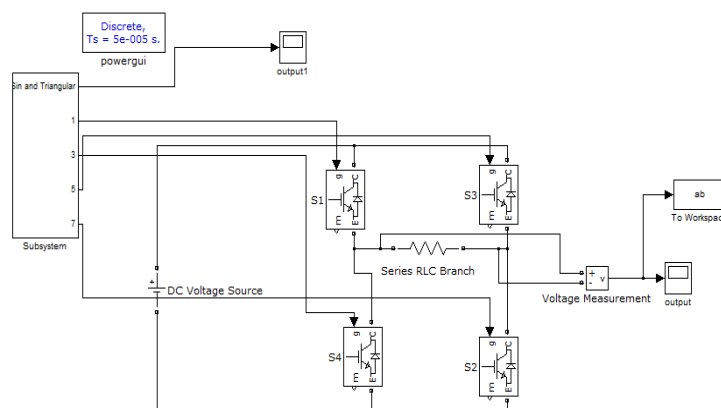 Discrete,
Ts = 5e-005 s.
powergui
output1
Sin and Triangular
1
3
5
7
Subsystem
g
C
S1
E
E
g
C
S3
E
E
+
DC Voltage Source
Series RLC Branch
+
-
v
Voltage Measurement
ab
To Workspac
output
g
C
S4
E
E
g
C
S2
E
E